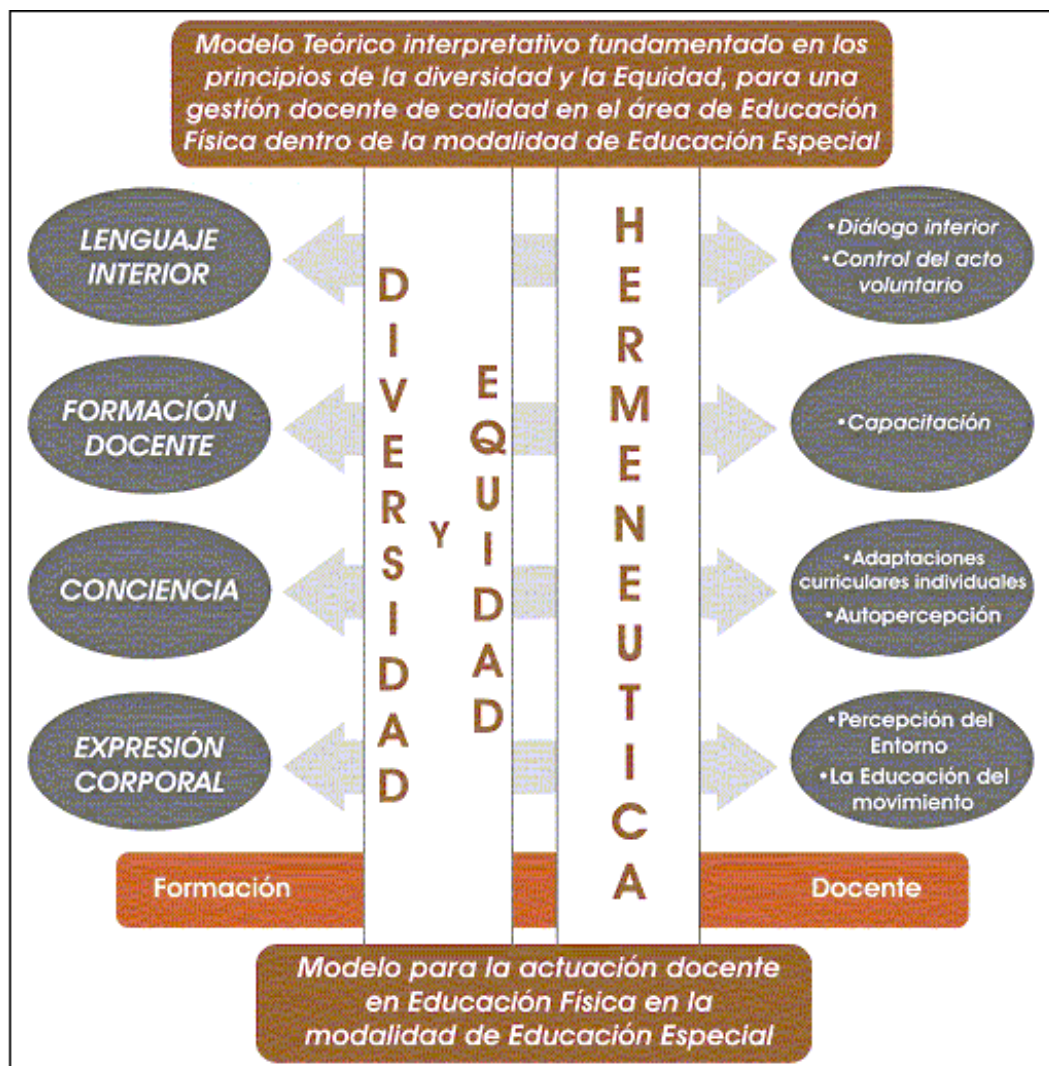 Modelo Teórico interpretativo fundamentado en los
principios de la diversidad y la Equidad, para una
gestión docente de calidad en el área de Educación
Física dentro de la modalidad de Educación Especial
LENGUAJE
INTERIOR
FORMACIÓN
DOCENTE
CONCIENCIA
EXPRESIÓN
CORPORAL
DIVERSIDAD
Y
EQUIDAD
HERMENEUTICA
•Diálogo interior
•Control del acto
voluntario
•Capacitación
•Adaptaciones
curriculares individuales
•Autopercepción
•Percepción del
Entorno
•La Educación del
movimiento
Formación
Docente
Modelo para la actuación docente
en Educación Física en la
modalidad de Educación Especial